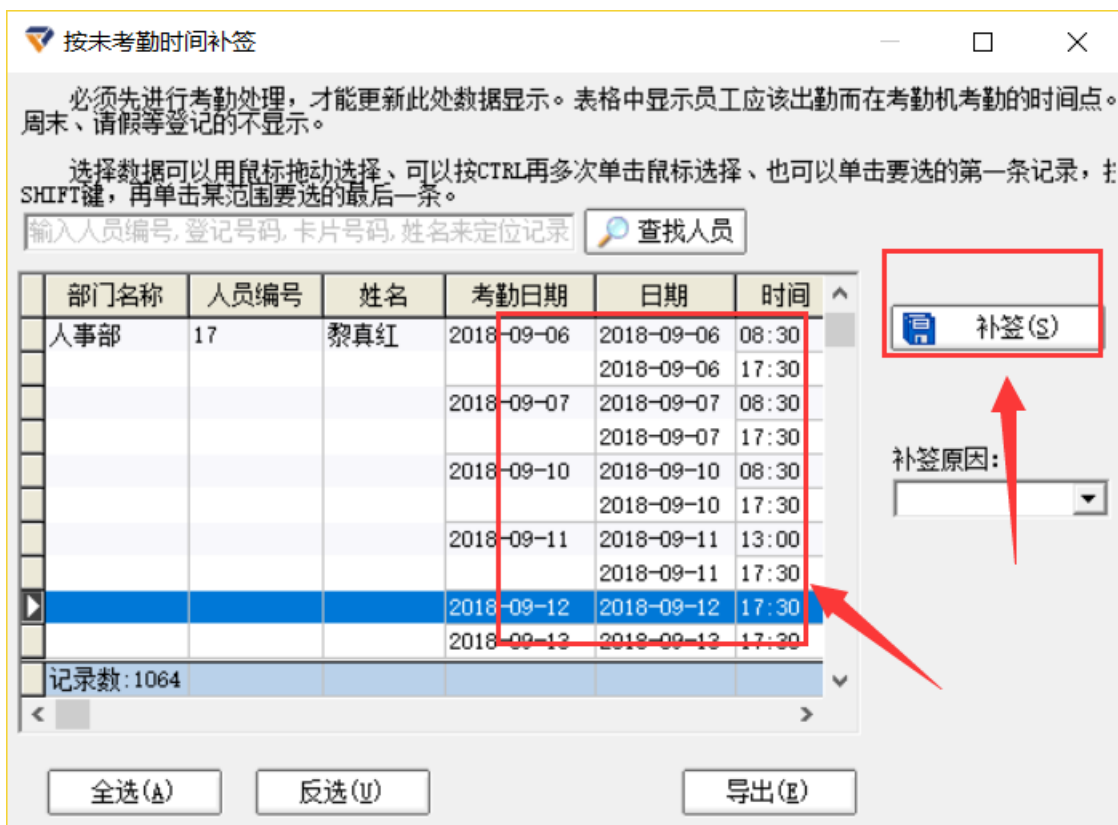 按未考勤时间补签
必须先进行考勤处理，才能更新此处数据显示。表格中显示员工应该出勤而在考勤机考勤的时间点。
周末、请假等登记的不显示。
选择数据可以用鼠标拖动选择、可以按CTRL再多次单击鼠标选择、也可以单击要选的第一条记录，
SHIFT键，再单击某范围要选的最后一条。
输入人员编号,登记号码,卡片号码,姓名来定位记录 查找人员
部门名称 人员编号 姓名 考勤日期 日期 时间
人事部 17 黎真红 2018-09-06 2018-09-06 08:30
2018-09-06 17:30
2018-09-07 2018-09-07 08:30
2018-09-07 17:30
2018-09-10 2018-09-10 08:30
2018-09-10 17:30
2018-09-11 2018-09-11 13:00
2018-09-11 17:30
2018-09-12 2018-09-12 17:30
2018-09-13 2018-09-13 17:30
记录数:1064
补签(S)
补签原因:
全选(A) 反选(U) 导出(E)